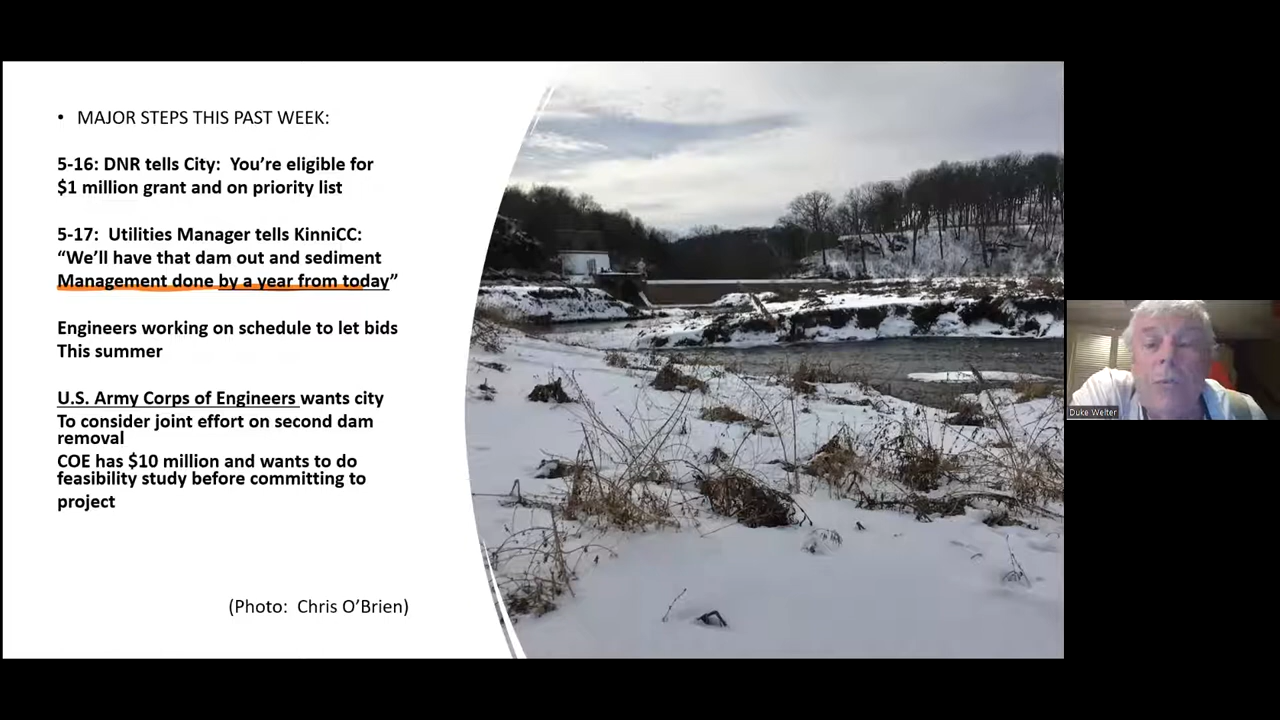 • MAJOR STEPS THIS PAST WEEK:
5-16: DNR tells City:  You’re eligible for
$1 million grant and on priority list
5-17:  Utilities Manager tells KinniCC:
“We’ll have that dam out and sediment
Management done by a year from today”
Engineers working on schedule to let bids
This summer
U.S. Army Corps of Engineers wants city
To consider joint effort on second dam
removal
COE has $10 million and wants to do
feasibility study before committing to
project
(Photo:  Chris O’Brien)
Duke Welter